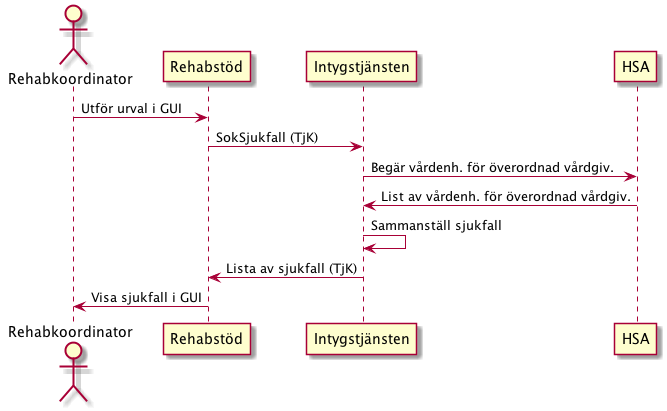 Rehabkoordinator
Rehabstöd
Intygstjänsten
HSA
Utför urval i GUI
SokSjukfall (TjK)
Begär vårdenh. för överordnad vårdgiv.
List av vårdenh. för överordnad vårdgiv.
Sammanställ sjukfall
Lista av sjukfall (TjK)
Visa sjukfall i GUI
Rehabkoordinator
Rehabstöd
Intygstjänsten
HSA